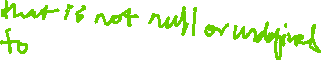 that is not null or undefined
to